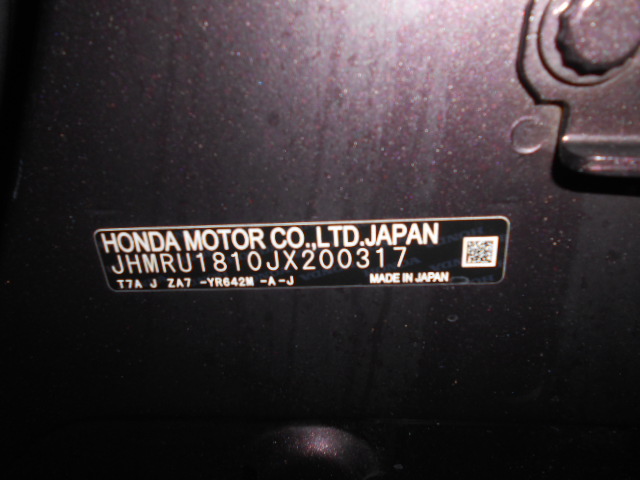 HONDA MOTOR CO.,LTD.JAPAN
JHMRU1810JX200317
T7A J ZA7 -YR642M -A-J
MADE IN JAPAN